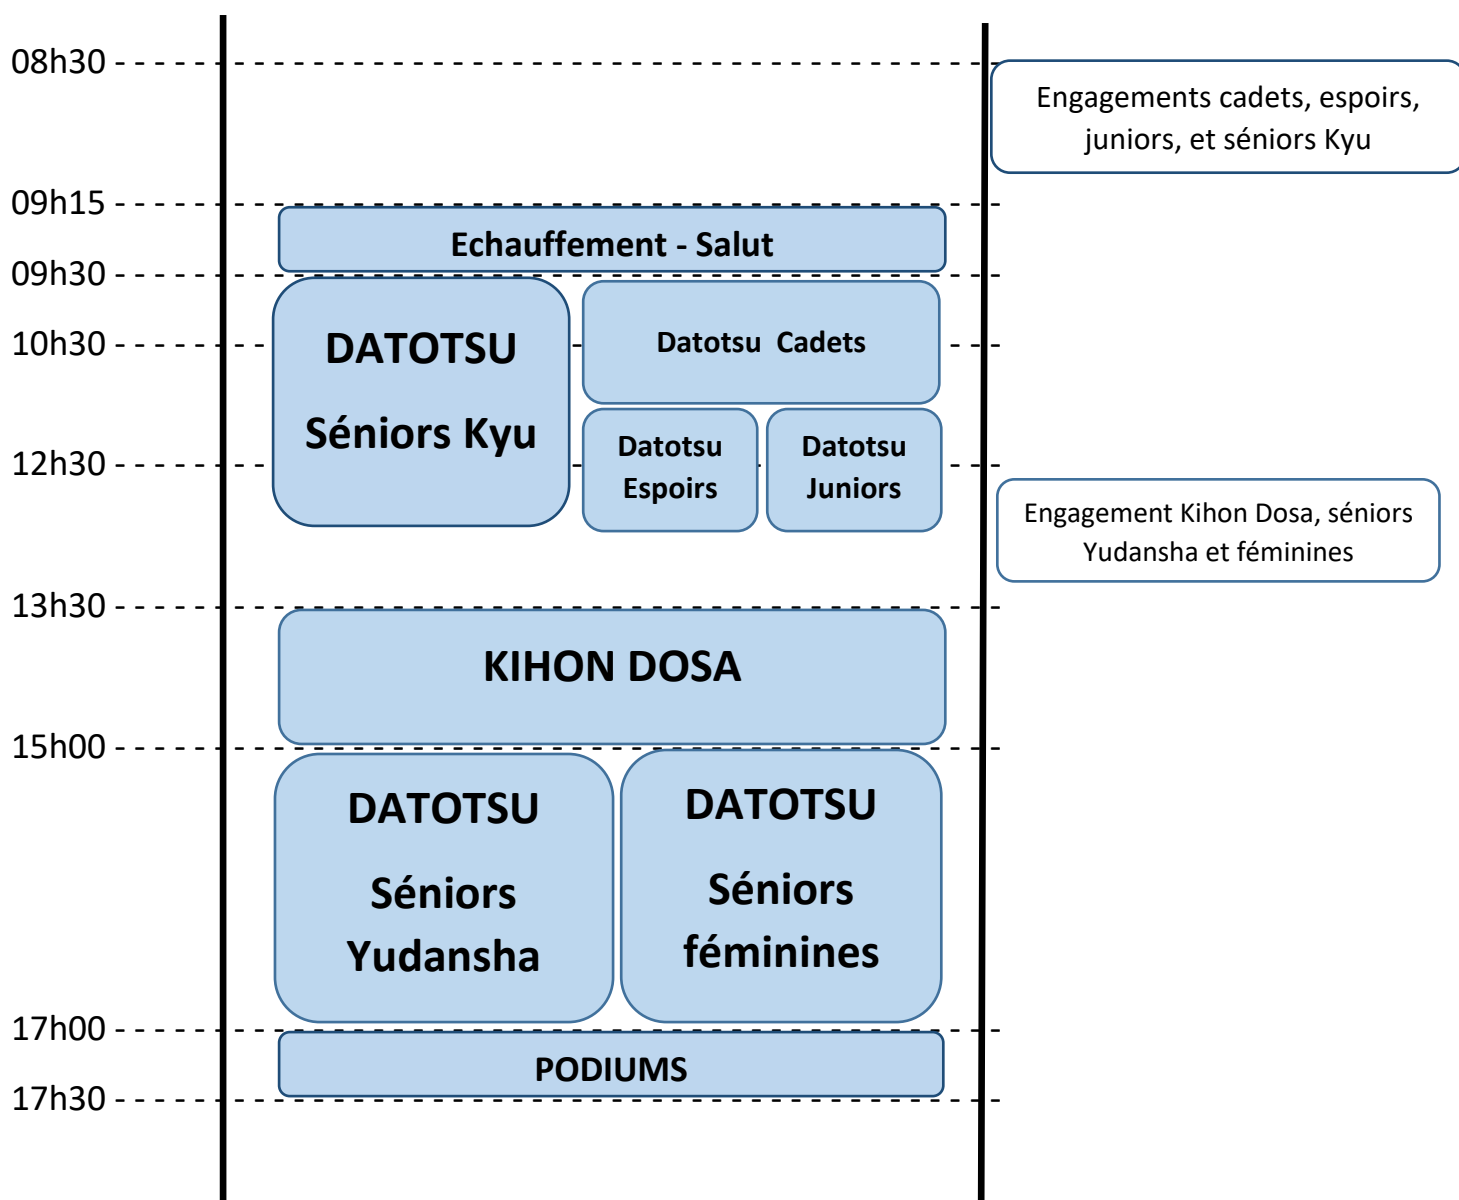 08h30
Engagements cadets, espoirs,
juniors, et séniors Kyu
09h15
Echauffement - Salut
09h30
DATOTSU
Séniors Kyu
Datotsu Cadets
10h30
Datotsu
Espoirs
Datotsu
Juniors
12h30
Engagement Kihon Dosa, séniors
Yudansha et féminines
13h30
KIHON DOSA
15h00
DATOTSU
Séniors
Yudansha
DATOTSU
Séniors
féminines
17h00
PODIUMS
17h30